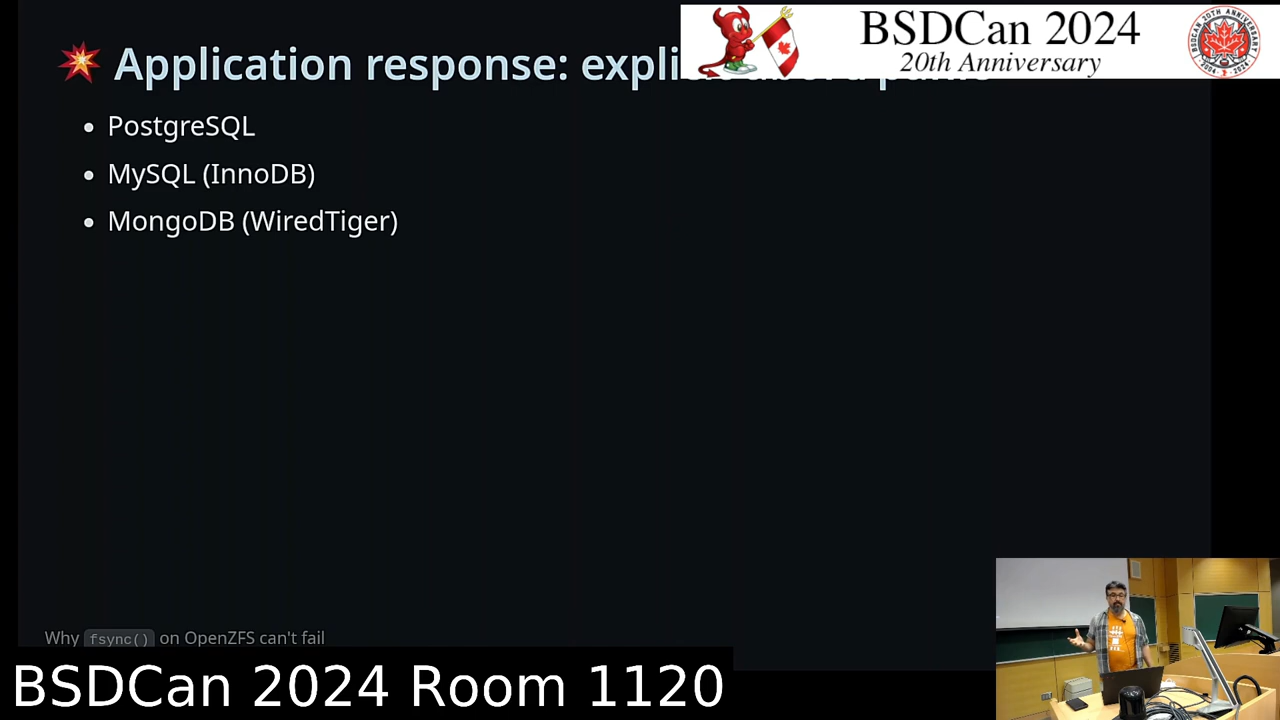 BSDCan 2024
20th Anniversary
Application response: expli
PostgreSQL
MySQL (InnoDB)
MongoDB (WiredTiger)
Why fsync() on OpenZFS can't fail
BSDCan 2024 Room 1120